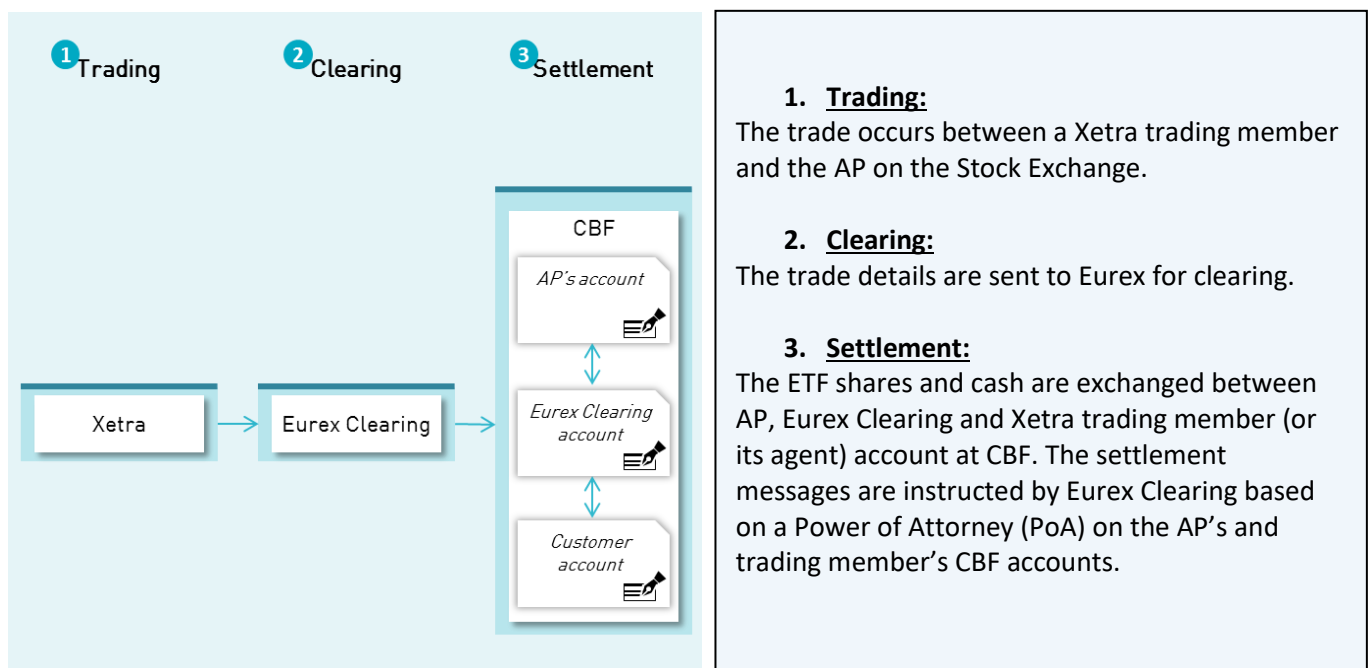 1 Trading
2 Clearing
3 Settlement
CBF
AP's account
Xetra
Eurex Clearing
Eurex Clearing
account
Customer
account
1. Trading:
The trade occurs between a Xetra trading member
and the AP on the Stock Exchange.
2. Clearing:
The trade details are sent to Eurex for clearing.
3. Settlement:
The ETF shares and cash are exchanged between
AP, Eurex Clearing and Xetra trading member (or
its agent) account at CBF. The settlement
messages are instructed by Eurex Clearing based
on a Power of Attorney (PoA) on the AP’s and
trading member’s CBF accounts.